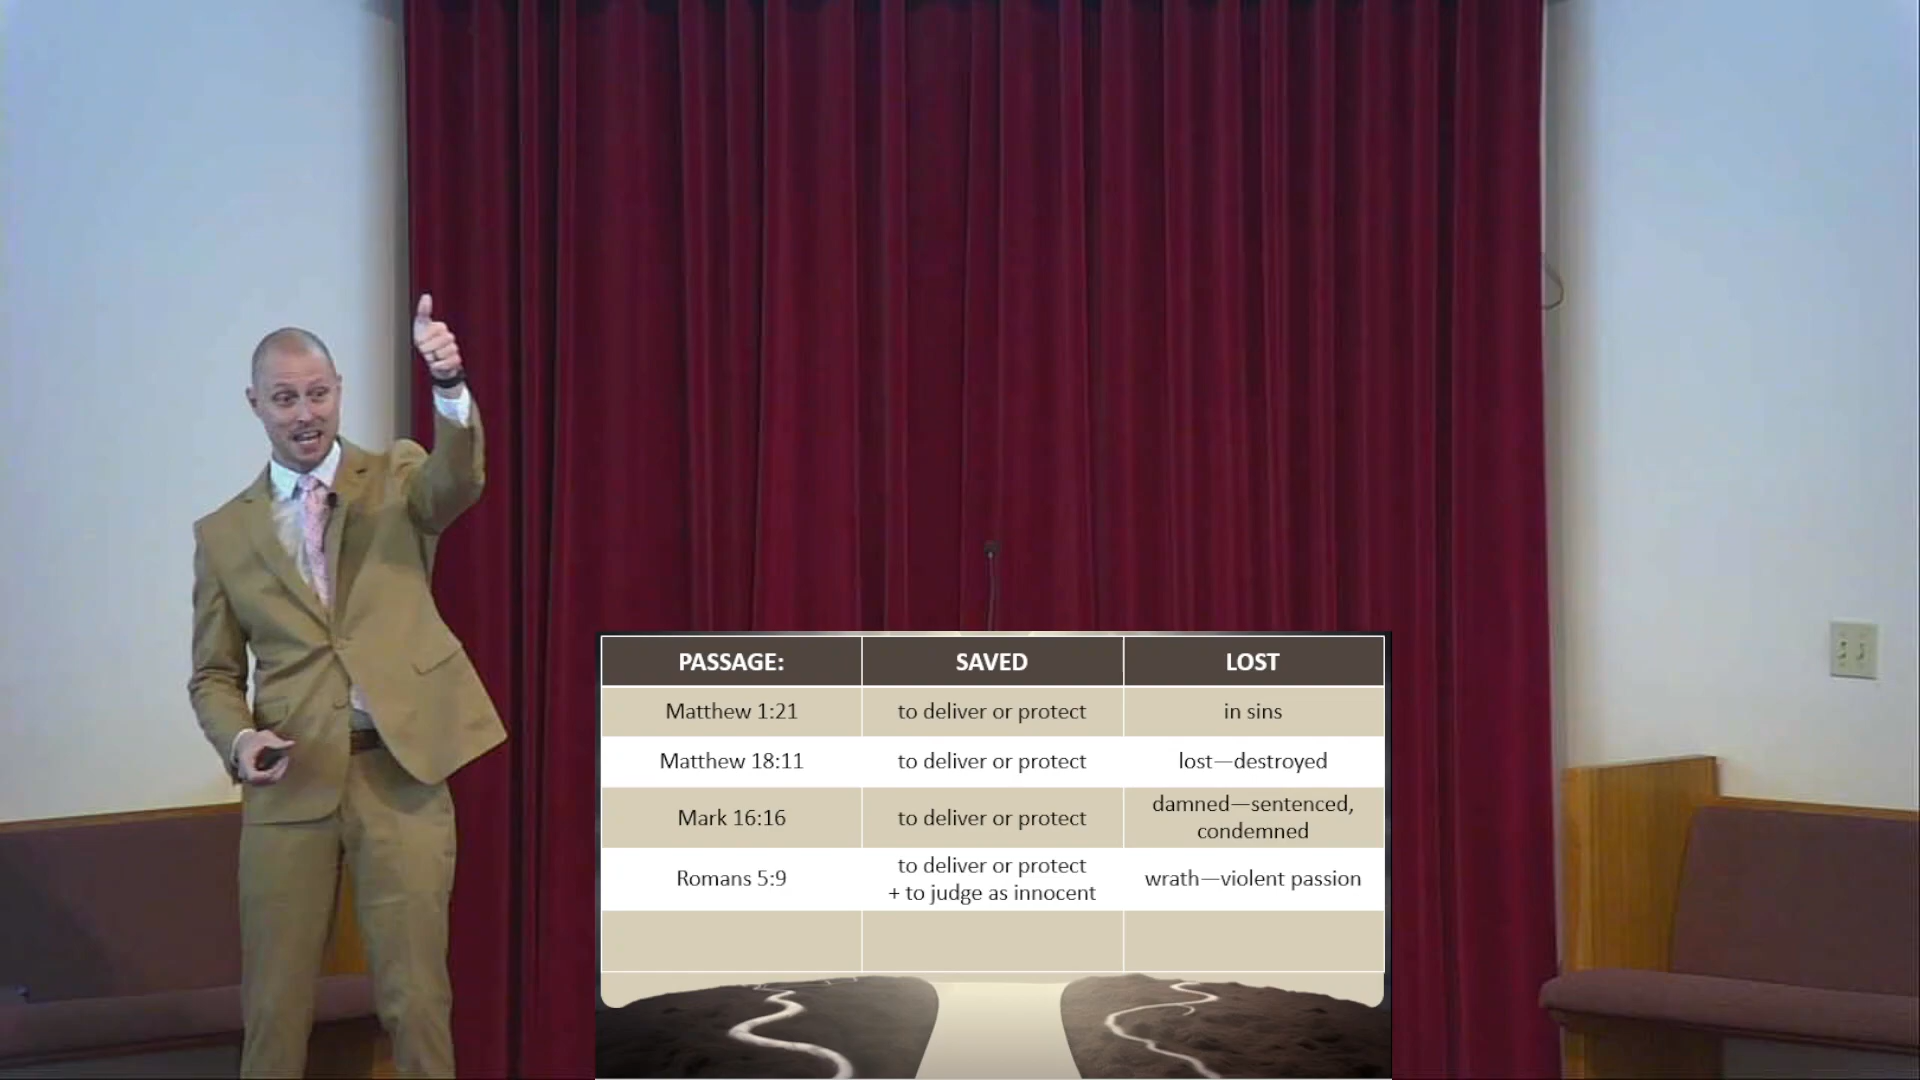 PASSAGE: SAVED LOST
Matthew 1:21 to deliver or protect in sins
Matthew 18:11 to deliver or protect lost—destroyed
Mark 16:16 to deliver or protect damned—sentenced,
condemned
Romans 5:9 to deliver or protect
+ to judge as innocent wrath—violent passion